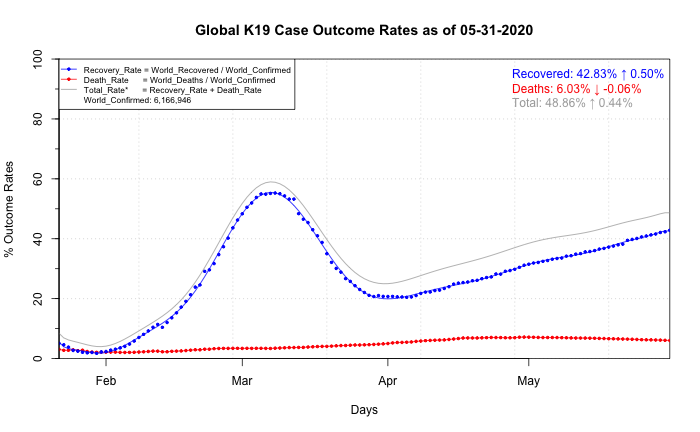 Global K19 Case Outcome Rates as of 05-31-2020
Recovery_Rate = World_Recovered / World_Confirmed
Death_Rate = World_Deaths / World_Confirmed
Total_Rate* = Recovery_Rate + Death_Rate
World_Confirmed: 6,166,946
Recovered: 42.83% ↑ 0.50%
Deaths: 6.03% ↓ -0.06%
Total: 48.86% ↑ 0.44%
% Outcome Rates
100
80
60
40
20
0
Feb Mar Apr May
Days